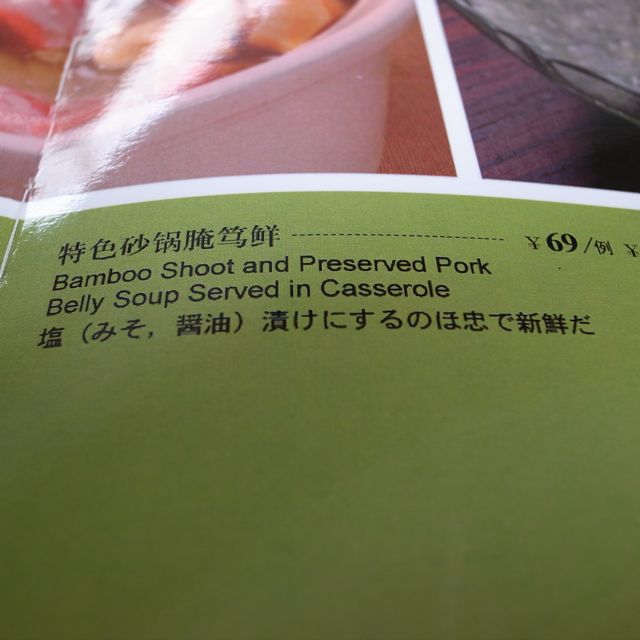 特色砂锅腌笃鲜 ¥69/例 ¥
Bamboo Shoot and Preserved Pork
Belly Soup Served in Casserole
塩（みそ，醤油）漬けにするのほ忠で新鮮だ